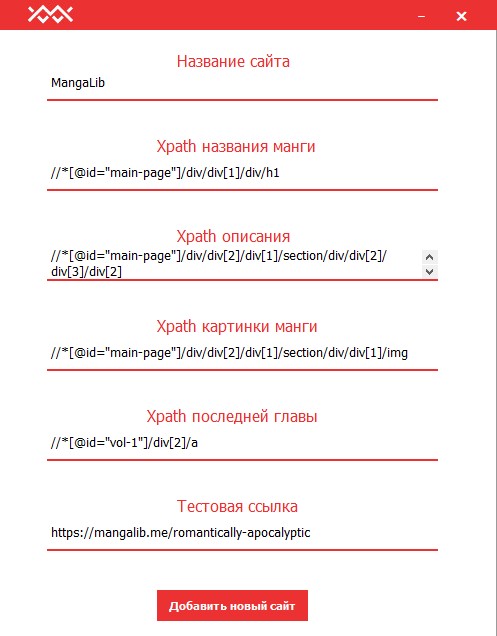 Название сайта
MangaLib
Xpath названия манги
//*[@id="main-page"]/div/div[1]/div/h1
Xpath описания
//*[@id="main-page"]/div/div[2]/div[1]/section/div/div[2]/
div[3]/div[2]
Xpath картинки манги
//*[@id="main-page"]/div/div[2]/div[1]/section/div/div[1]/img
Xpath последней главы
//*[@id="vol-1"]/div[2]/a
Тестовая ссылка
https://mangalib.me/romantically-apocalyptic
Добавить новый сайт